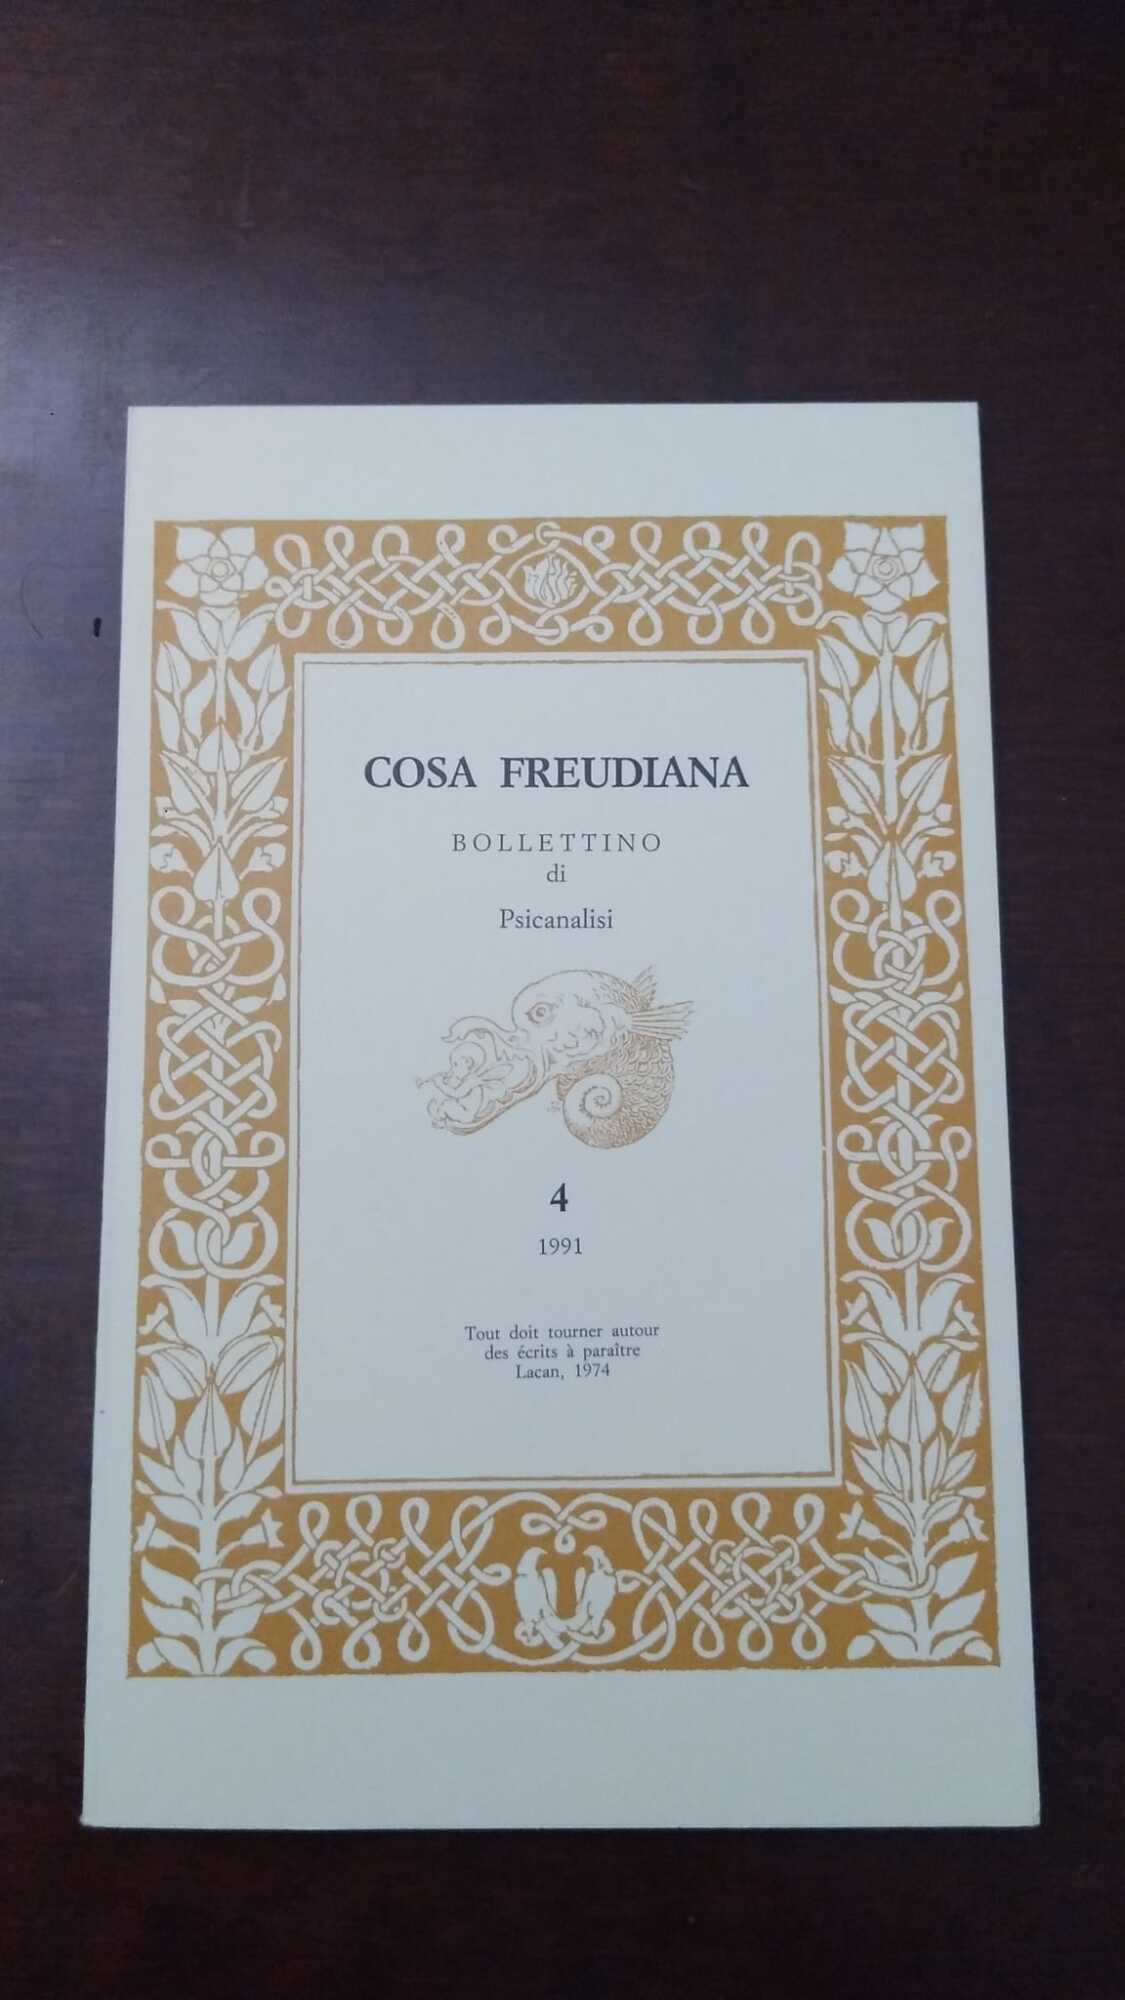 COSA FREUDIANA
BOLLETTINO
di
Psicanalisi
4
1991
Tout doit tourner autour
des écrits à paraître
Lacan, 1974